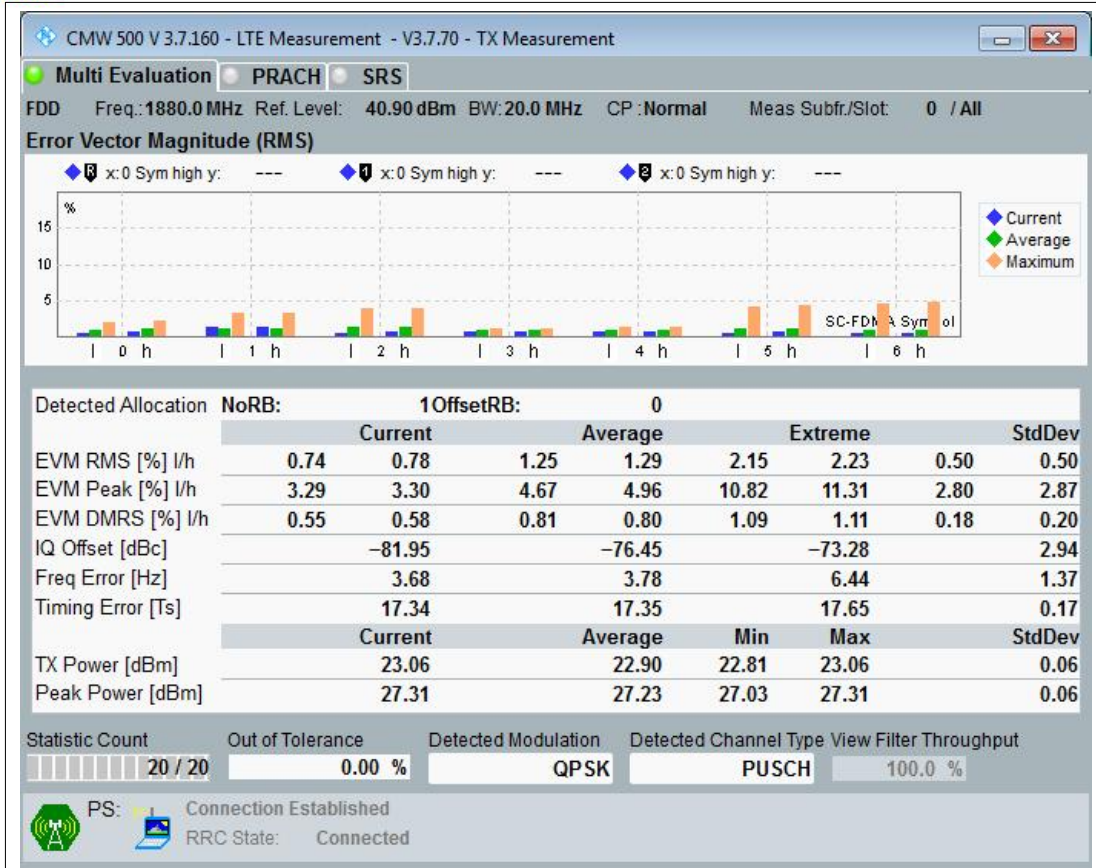 CMW 500 V 3.7.160 - LTE Measurement - V3.7.70 - TX Measurement
Multi Evaluation PRACH SRS
FDD Freq.: 1880.0 MHz Ref. Level: 40.90 dBm BW: 20.0 MHz CP : Normal Meas Subfr./Slot: 0 / All
Error Vector Magnitude (RMS)
R x: 0 Sym high y: --- 1 x: 0 Sym high y: --- 2 x: 0 Sym high y: ---
%
15
10
5
Current
Average
Maximum
l 0 h l 1 h l 2 h l 3 h l 4 h l 5 h l 6 h
Detected Allocation NoRB: 1 OffsetRB: 0
Current Average Extreme StdDev
EVM RMS [%] l/h 0.74 0.78 1.25 1.29 2.15 2.23 0.50 0.50
EVM Peak [%] l/h 3.29 3.30 4.67 4.96 10.82 11.31 2.80 2.87
EVM DMRS [%] l/h 0.55 0.58 0.81 0.80 1.09 1.11 0.18 0.20
IQ Offset [dBc] −81.95 −76.45 −73.28 2.94
Freq Error [Hz] 3.68 3.78 6.44 1.37
Timing Error [Ts] 17.34 17.35 17.65 0.17
Current Average Min Max StdDev
TX Power [dBm] 23.06 22.90 22.81 23.06 0.06
Peak Power [dBm] 27.31 27.23 27.03 27.31 0.06
Statistic Count Out of Tolerance Detected Modulation Detected Channel Type View Filter Throughput
20 / 20 0.00 % QPSK PUSCH 100.0 %
PS: Connection Established
RRC State: Connected